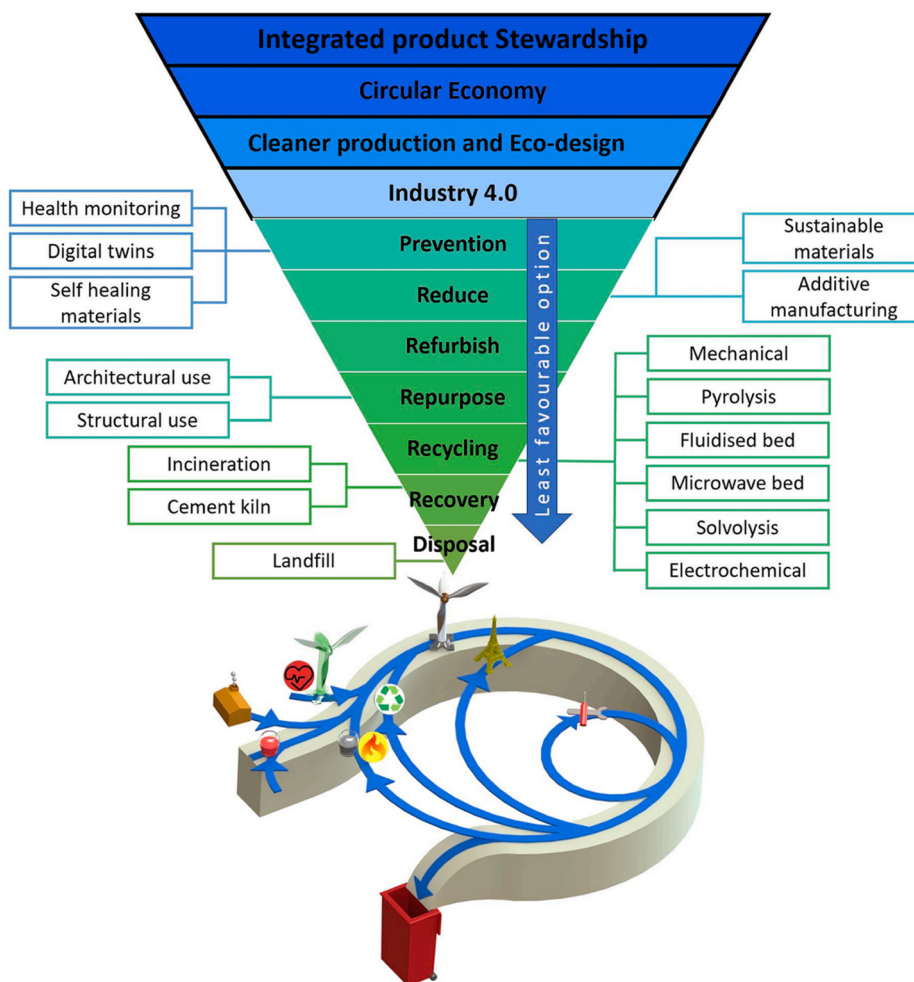 Integrated product Stewardship
Circular Economy
Cleaner production and Eco-design
Industry 4.0
Prevention
Reduce
Refurbish
Repurpose
Recycling
Recovery
Disposal
Least favourable option
Health monitoring
Digital twins
Self healing
materials
Architectural use
Structural use
Incineration
Cement kiln
Landfill
Sustainable
materials
Additive
manufacturing
Mechanical
Pyrolysis
Fluidised bed
Microwave bed
Solvolysis
Electrochemical